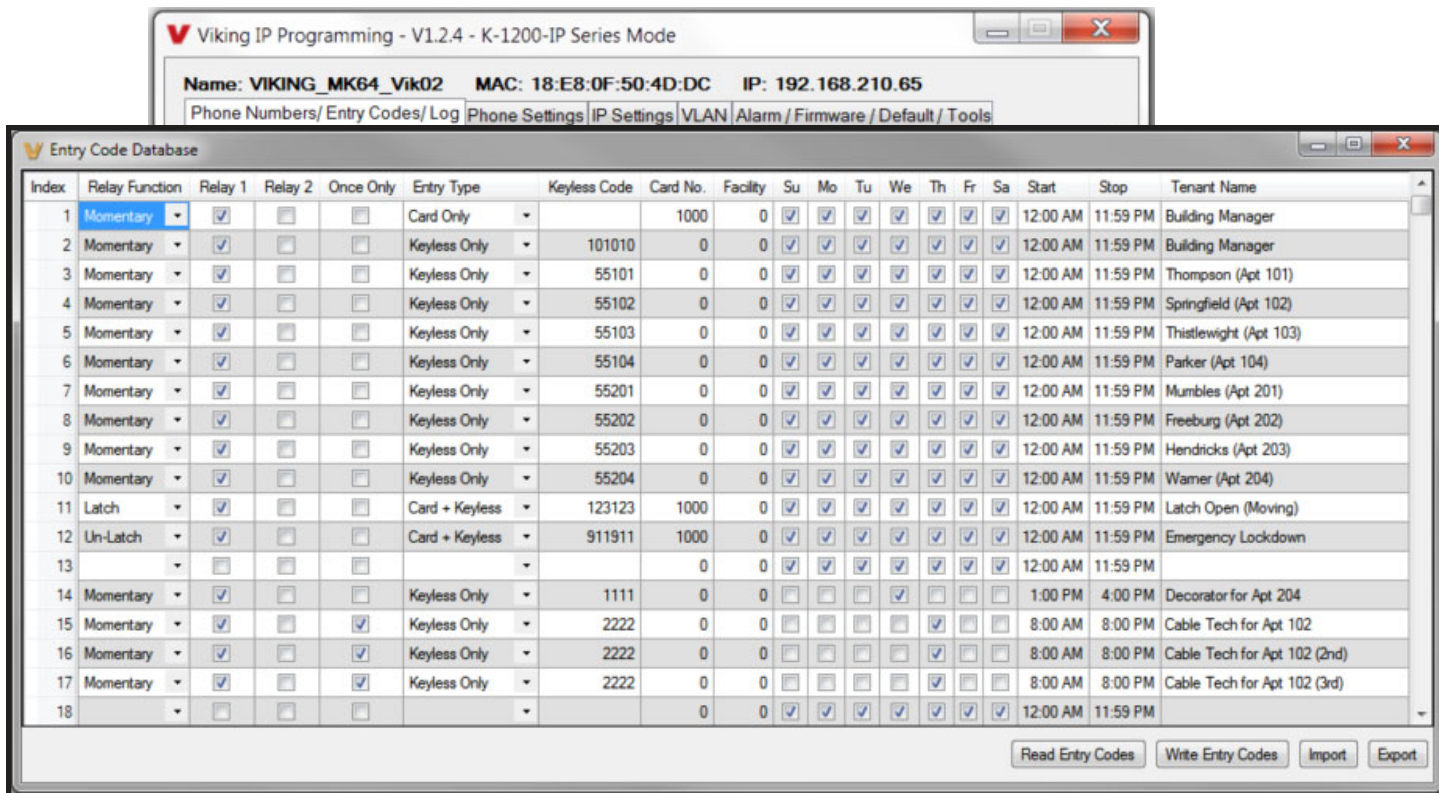 Viking IP Programming - V1.2.4 - K-1200-IP Series Mode
Name: VIKING_MK64_Vik02 MAC: 18:E8:0F:50:4D:DC IP: 192.168.210.65
Phone Numbers/ Entry Codes/ Log Phone Settings IP Settings VLAN Alarm / Firmware / Default / Tools
Entry Code Database
Index Relay Function Relay 1 Relay 2 Once Only Entry Type Keyless Code Card No. Facility Su Mo Tu We Th Fr Sa Start Stop Tenant Name
1 Momentary Card Only 1000 0 12:00 AM 11:59 PM Building Manager
2 Momentary Keyless Only 101010 0 0 12:00 AM 11:59 PM Building Manager
3 Momentary Keyless Only 55101 0 0 12:00 AM 11:59 PM Thompson (Apt 101)
4 Momentary Keyless Only 55102 0 0 12:00 AM 11:59 PM Springfield (Apt 102)
5 Momentary Keyless Only 55103 0 0 12:00 AM 11:59 PM Thistlewight (Apt 103)
6 Momentary Keyless Only 55104 0 0 12:00 AM 11:59 PM Parker (Apt 104)
7 Momentary Keyless Only 55201 0 0 12:00 AM 11:59 PM Mumbles (Apt 201)
8 Momentary Keyless Only 55202 0 0 12:00 AM 11:59 PM Freeburg (Apt 202)
9 Momentary Keyless Only 55203 0 0 12:00 AM 11:59 PM Hendricks (Apt 203)
10 Momentary Keyless Only 55204 0 0 12:00 AM 11:59 PM Warner (Apt 204)
11 Latch Card + Keyless 123123 1000 0 12:00 AM 11:59 PM Latch Open (Moving)
12 Un-Latch Card + Keyless 911911 1000 0 12:00 AM 11:59 PM Emergency Lockdown
13 0 0 12:00 AM 11:59 PM
14 Momentary Keyless Only 1111 0 0 1:00 PM 4:00 PM Decorator for Apt 204
15 Momentary Keyless Only 2222 0 0 8:00 AM 8:00 PM Cable Tech for Apt 102
16 Momentary Keyless Only 2222 0 0 8:00 AM 8:00 PM Cable Tech for Apt 102 (2nd)
17 Momentary Keyless Only 2222 0 0 8:00 AM 8:00 PM Cable Tech for Apt 102 (3rd)
18 0 0 12:00 AM 11:59 PM
Read Entry Codes Write Entry Codes Import Export